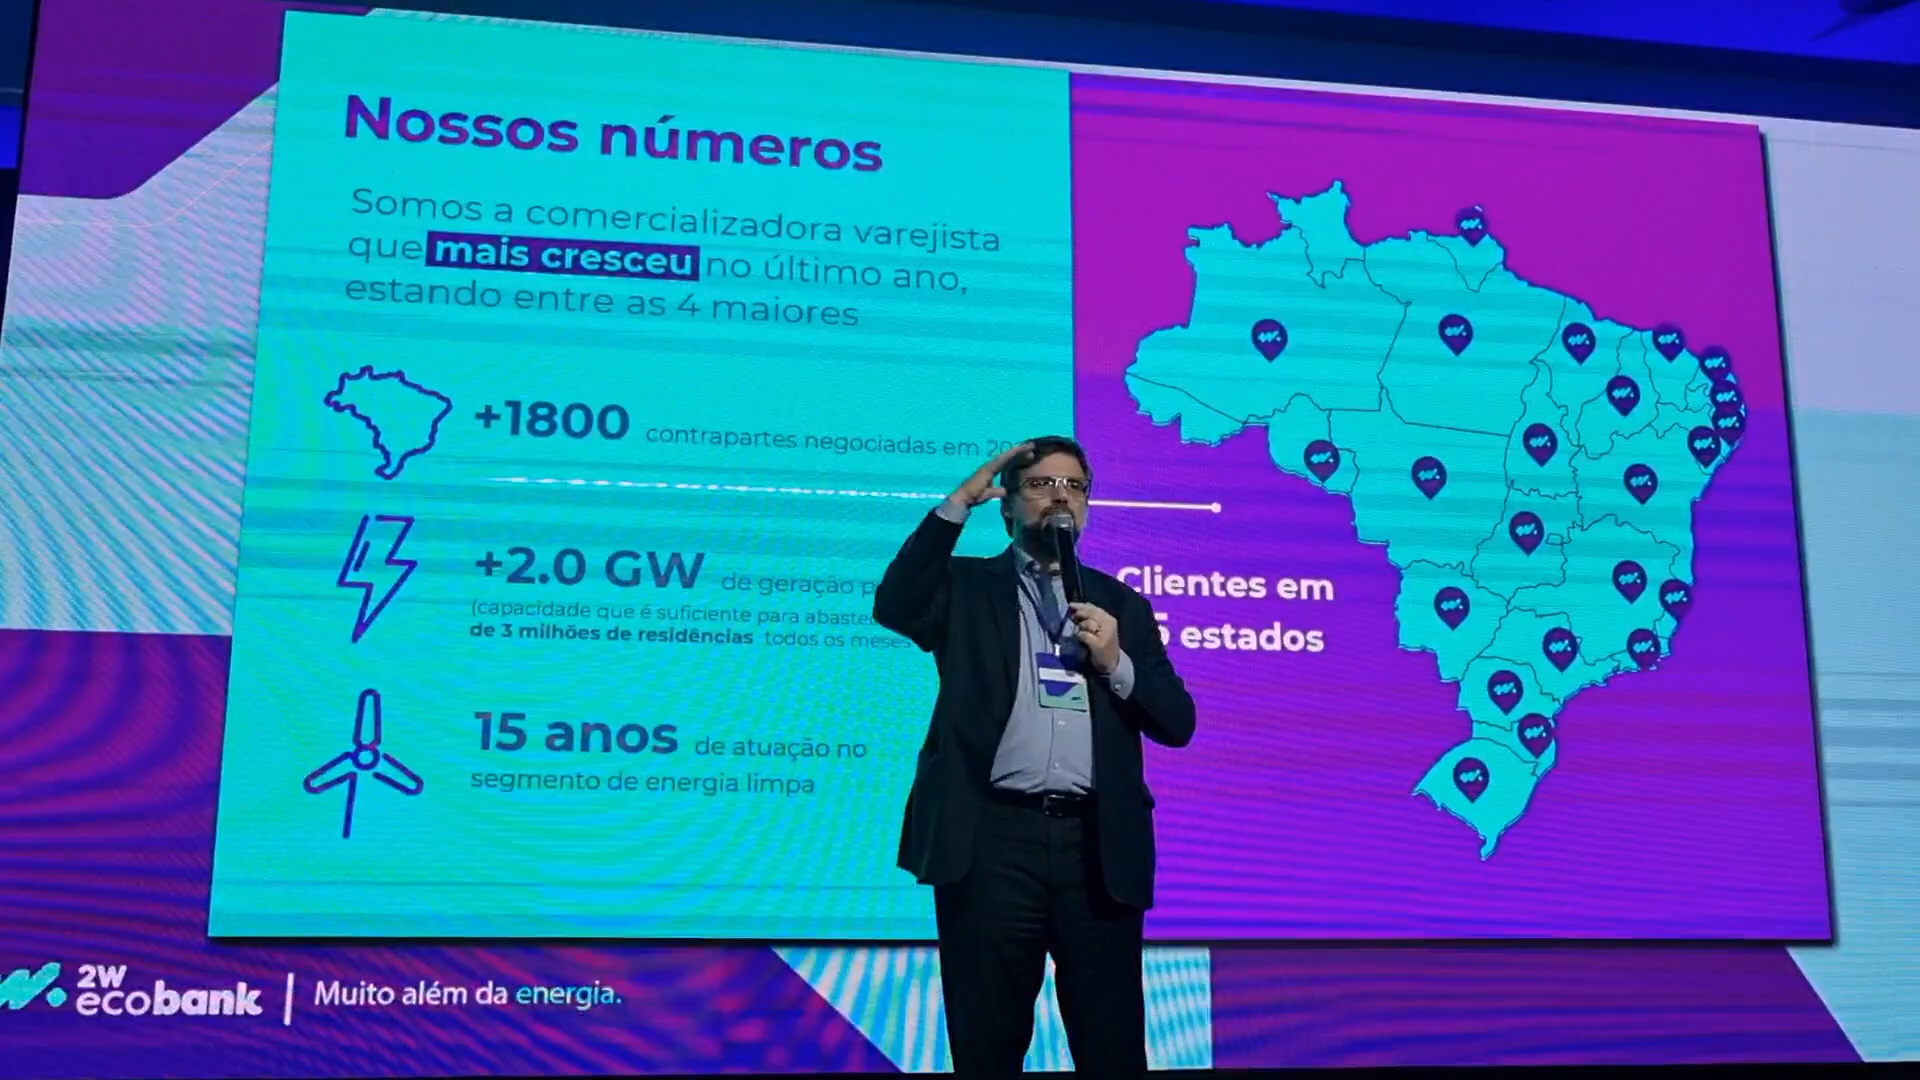 Nossos números
Somos a comercializadora varejista
que mais cresceu no último ano,
estando entre as 4 maiores
+1800 contrapartes negociadas em
+2.0 GW de geração
(capacidade que é suficiente para
de 3 milhões de residências todos os meses
15 anos de atuação no
segmento de energia limpa
Clientes em
estados
2W
ecobank
Muito além da energia.